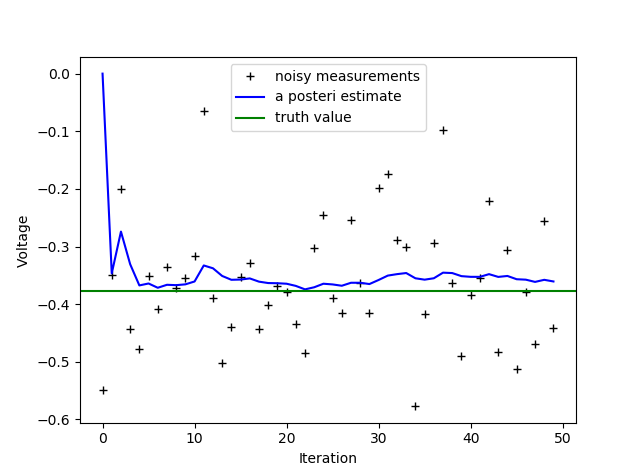 noisy measurements
a posteri estimate
truth value
0.0
−0.1
−0.2
−0.3
−0.4
−0.5
−0.6
Voltage
0 10 20 30 40 50
Iteration